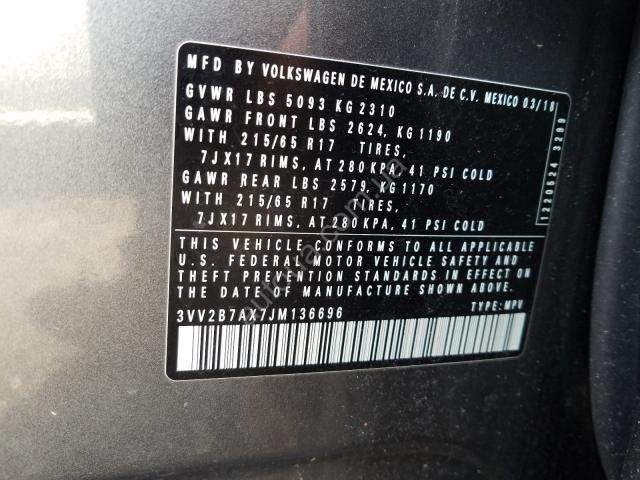 MFD BY VOLKSWAGEN DE MEXICO S.A. DE C.V. MEXICO 03/18
GVWR LBS 5093 KG 2310
GAWR FRONT LBS 2624, KG 1190
WITH 215/65 R17 TIRES,
7JX17 RIMS, AT 280 KPA, 41 PSI COLD
GAWR REAR LBS 2579, KG 1170
WITH 215/65 R17 TIRES,
7JX17 RIMS, AT 280 KPA, 41 PSI COLD
THIS VEHICLE CONFORMS TO ALL APPLICABLE
U.S. FEDERAL MOTOR VEHICLE SAFETY AND
THEFT PREVENTION STANDARDS IN EFFECT ON
THE DATE OF MANUFACTURE SHOWN ABOVE.
3VV2B7AX7JM136696 TYPE: MPV
1220524 3299